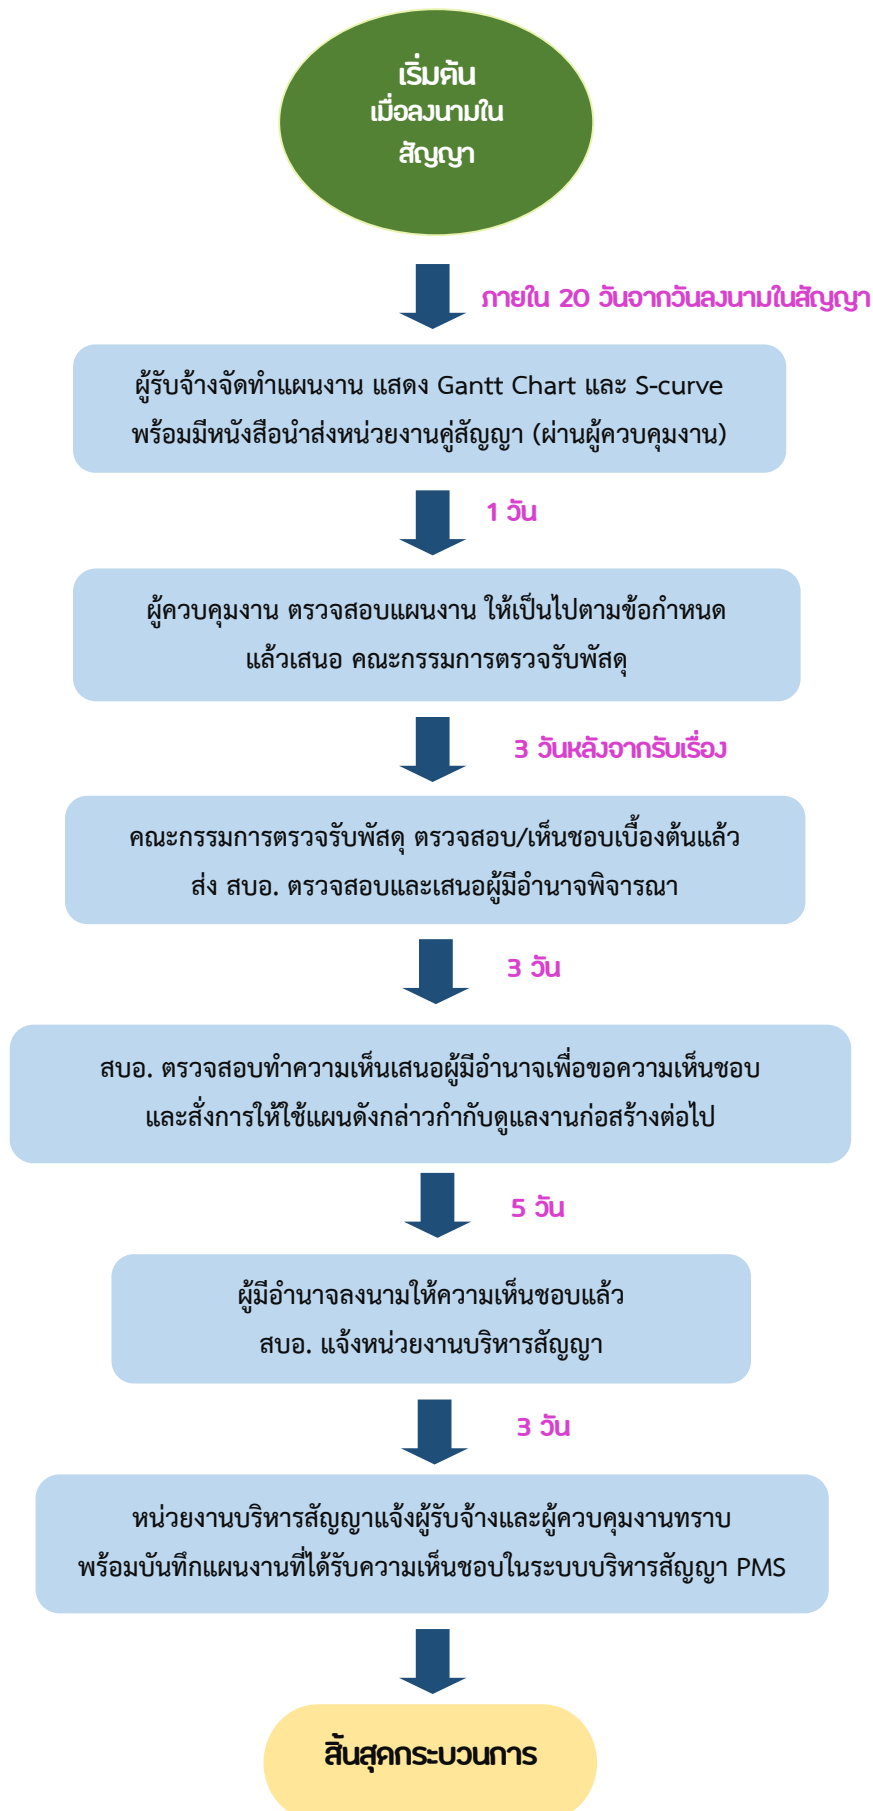 เริ่มต้น
เมื่อลงนามใน
สัญญา
ภายใน 20 วันจากวันลงนามในสัญญา
ผู้รับจ้างจัดทำแผนงาน แสดง Gantt Chart และ S-curve
พร้อมมีหนังสือนำส่งหน่วยงานคู่สัญญา (ผ่านผู้ควบคุมงาน)
1 วัน
ผู้ควบคุมงาน ตรวจสอบแผนงาน ให้เป็นไปตามข้อกำหนด
แล้วเสนอ คณะกรรมการตรวจรับพัสดุ
3 วันหลังจากรับเรื่อง
คณะกรรมการตรวจรับพัสดุ ตรวจสอบ/เห็นชอบเบื้องต้นแล้ว
ส่ง สบอ. ตรวจสอบและเสนอผู้มีอำนาจพิจารณา
3 วัน
สบอ. ตรวจสอบทำความเห็นเสนอผู้มีอำนาจเพื่อขอความเห็นชอบ
และสั่งการให้ใช้แผนดังกล่าวกำกับดูแลงานก่อสร้างต่อไป
5 วัน
ผู้มีอำนาจลงนามให้ความเห็นชอบแล้ว
สบอ. แจ้งหน่วยงานบริหารสัญญา
3 วัน
หน่วยงานบริหารสัญญาแจ้งผู้รับจ้างและผู้ควบคุมงานทราบ
พร้อมบันทึกแผนงานที่ได้รับความเห็นชอบในระบบบริหารสัญญา PMS
สิ้นสุดกระบวนการ